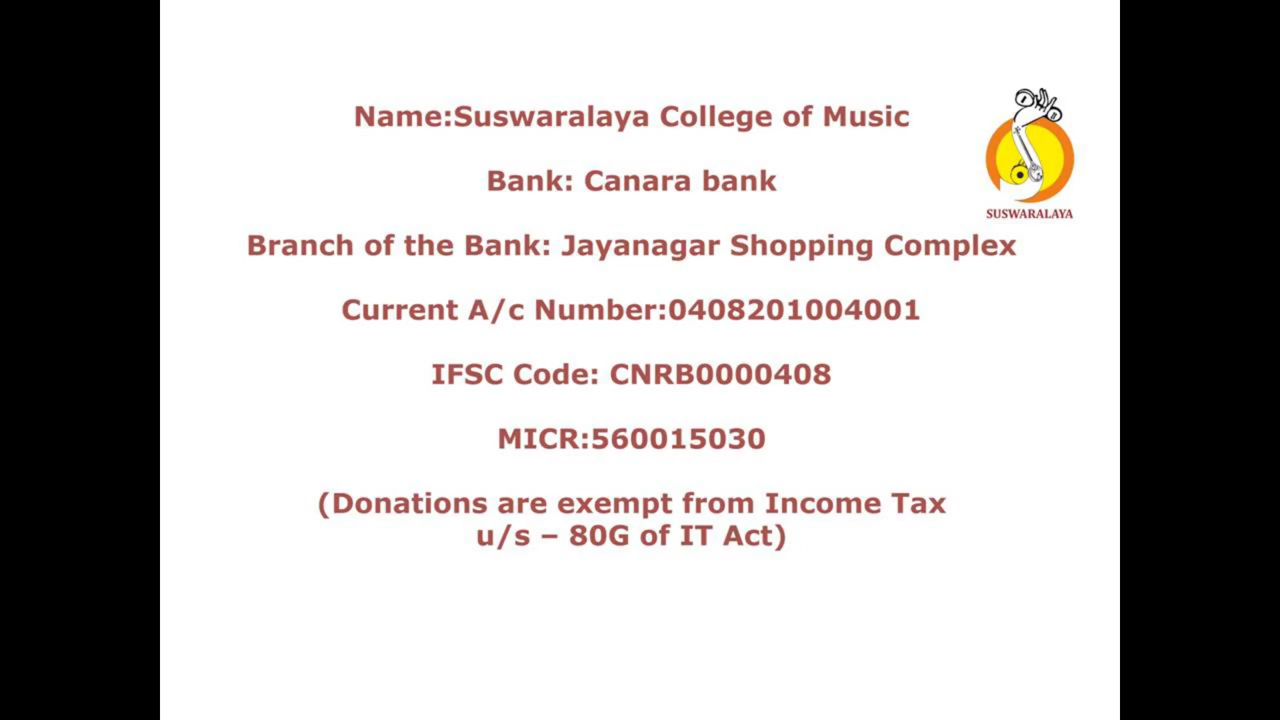 Name:Suswaralaya College of Music
SUSWARALAYA
Bank: Canara bank
Branch of the Bank: Jayanagar Shopping Complex
Current A/c Number:0408201004001
IFSC Code: CNRB0000408
MICR:560015030
(Donations are exempt from Income Tax
u/s – 80G of IT Act)